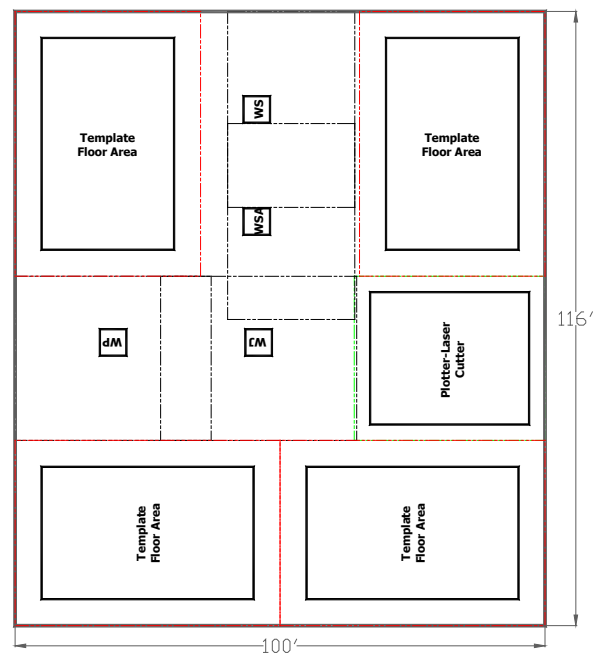 WS
Template
Floor Area
Template
Floor Area
WSA
116'
WP
WJ
Plotter-Laser
Cutter
Template
Floor Area
Template
Floor Area
100'